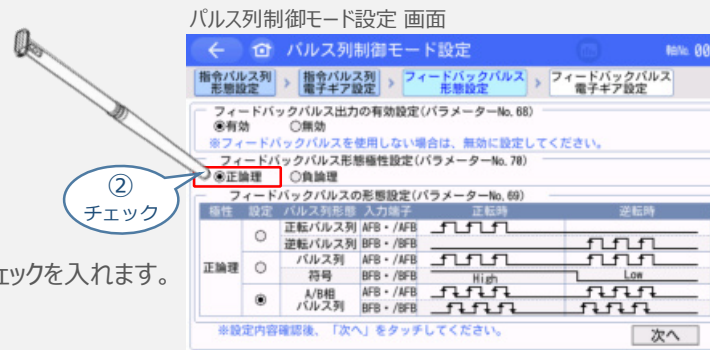 パルス列制御モード設定 画面
パルス列制御モード設定
軸No. 00
指令パルス列
形態設定
指令パルス列
電子ギア設定
フィードバックパルス
形態設定
フィードバックパルス
電子ギア設定
フィードバックパルス出力の有効設定(パラメーターNo.68)
有効 無効
※フィードバックパルスを使用しない場合は、無効に設定してください。
フィードバックパルス形態極性設定(パラメーターNo.70)
正論理 負論理
②
チェック
ェックを入れます。
フィードバックパルスの形態設定(パラメーターNo.69)
極性 設定 パルス列形態 入力端子 正転時 逆転時
正転パルス列 AFB・/AFB
逆転パルス列 BFB・/BFB
正論理
パルス列 AFB・/AFB
符号 BFB・/BFB High Low
A/B相
パルス列
AFB・/AFB
BFB・/BFB
※設定内容確認後、「次へ」をタッチしてください。
次へ